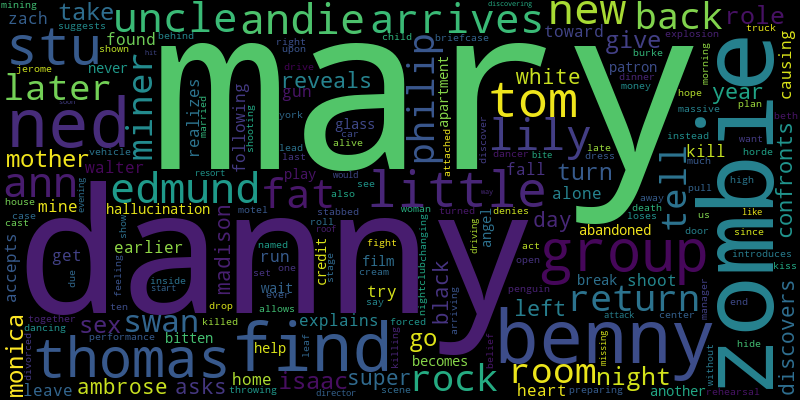 mining
zach
suggests
take
uncle
andie
arrives
new
back
role
stu
found
behind
hit
shown
jerome
never
right
upon
drive
child
briefcase
philip
toward
give
explosion
burke
truck
causing
mary
zombie
later
miner
reveals
gun
apartment
white
patron
dinner
money
morning
year
hope
massive
plan
beth
ned
realizes
married
shooting
following
york
glass
car
alive
tom
attached
discover
lily
late
dress
instead
kill
horde
much
want
mother
vehicle
walter
lead
last
play
would
dancer
bite
fall
turn
pull
high
confronts
ann
resort
edmund
fat
little
see
also
alone
away
death
loses
tell
us
like
house
mine
case
cast
hallucination
evening
motel
stabbed
roll
roof
woman
turned
denies
way
angel
abandoned
day
door
since
introduces
kiss
danny
earlier
show
madison
named
run
set
one
credit
stage
fight
film
cream
black
driving
arriving
act
open
group
accepts
get
due
feeling
ten
inside
start
wait
ever
allows
try
say
nightclub
changing
penguin
break
shoot
left
return
attack
center
manager
end
discovers
monica
together
dancing
divorced
sex
performance
swan
bitten
drop
killed
explains
forced
leaf
help
go
becomes
benny
belief
missing
without
hide
thomas
find
killing
leave
ambrose
asks
home
throwing
isaac
director
super
scene
rock
room
heart
night
preparing
another
rehearsal
soon
discovering